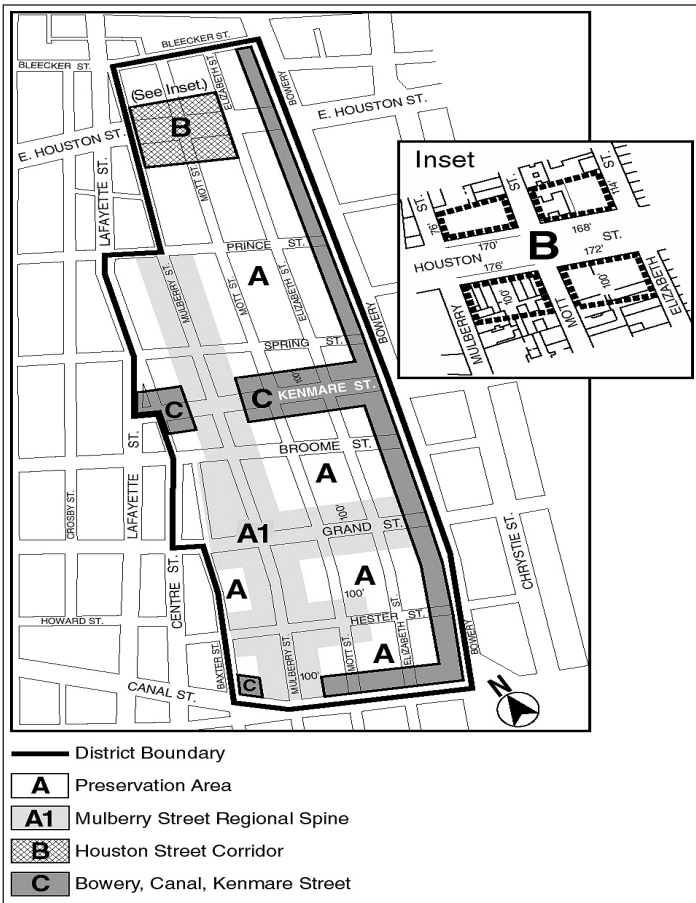 BLEECKER ST.
BLEECKER ST.
ELIZABETH ST.
BOWERY
(See Inset.)
B
E. HOUSTON ST.
E. HOUSTON ST.
MOTT ST.
LAFAYETTE ST.
PRINCE ST.
A
MULBERRY ST.
MOTT ST.
ELIZABETH ST.
BOWERY
SPRING ST.
100'
C
C
KENMARE ST.
BROOME ST.
A
LAFAYETTE ST.
CROSBY ST.
100'
A1
GRAND ST.
CHRYSTIE ST.
CENTRE ST.
A
A
100'
HOWARD ST.
HESTER ST.
BAXTER ST.
MULBERRY ST.
MOTT ST.
A
ELIZABETH ST.
BOWERY
C
100'
CANAL ST.
N
Inset
ST.
ST.
ST.
76'
170'
168'
114'
B
HOUSTON ST.
176'
172'
100'
100'
MULBERRY
MOTT
ELIZABETH
District Boundary
A Preservation Area
A1 Mulberry Street Regional Spine
B Houston Street Corridor
C Bowery, Canal, Kenmare Street